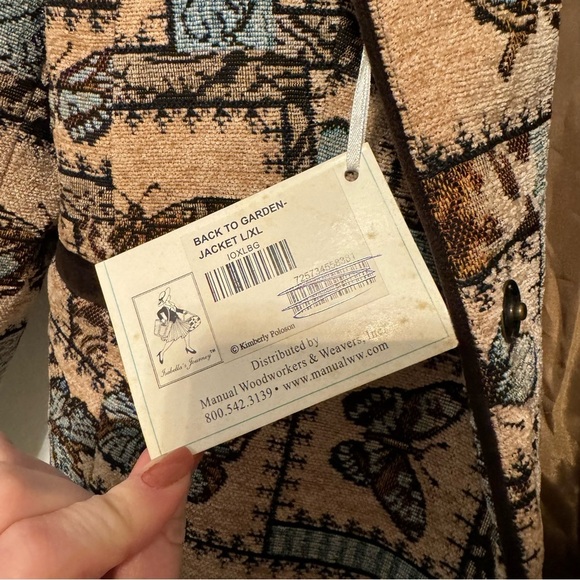 BACK TO GARDEN-
JACKET L/XL
IOXLBG
Isabella's Journey™
© Kimberly Poloson
Distributed by
Manual Woodworkers & Weavers, Inc.
800.542.3139 • www.manualww.com